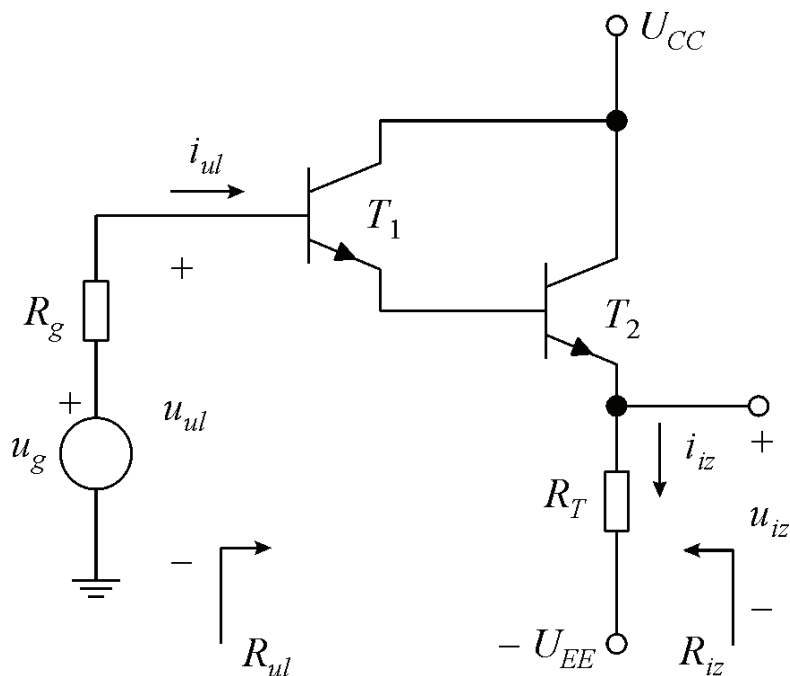 U_CC
i_ul
T_1
+
R_g
T_2
+
u_ul
u_g
i_iz
+
R_T
u_iz
−
−
R_ul
− U_EE
R_iz